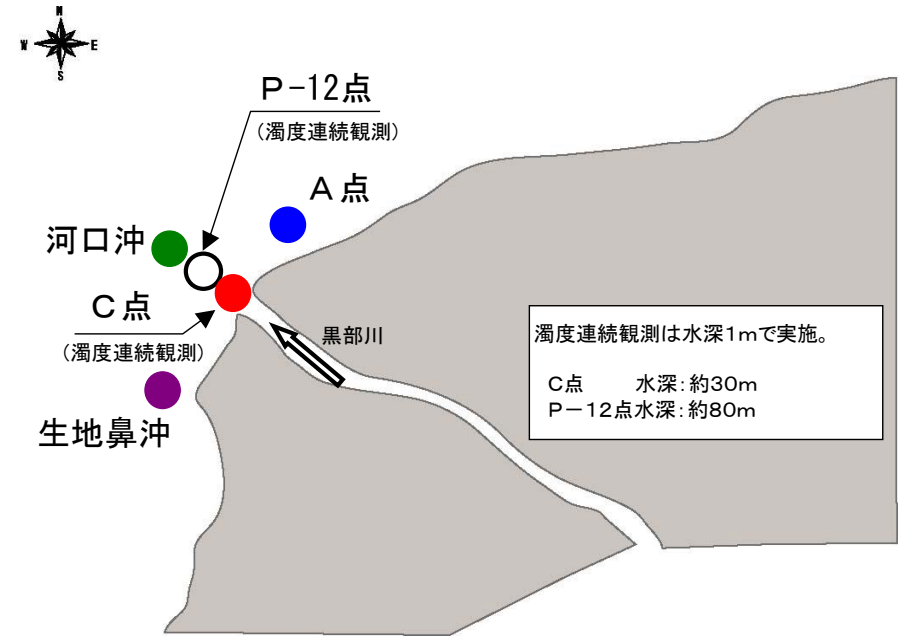 N
W
E
S
P-12点
(濁度連続観測)
A点
河口沖
C点
(濁度連続観測)
黒部川
生地鼻沖
濁度連続観測は水深1mで実施。
C点 水深:約30m
P-12点水深:約80m